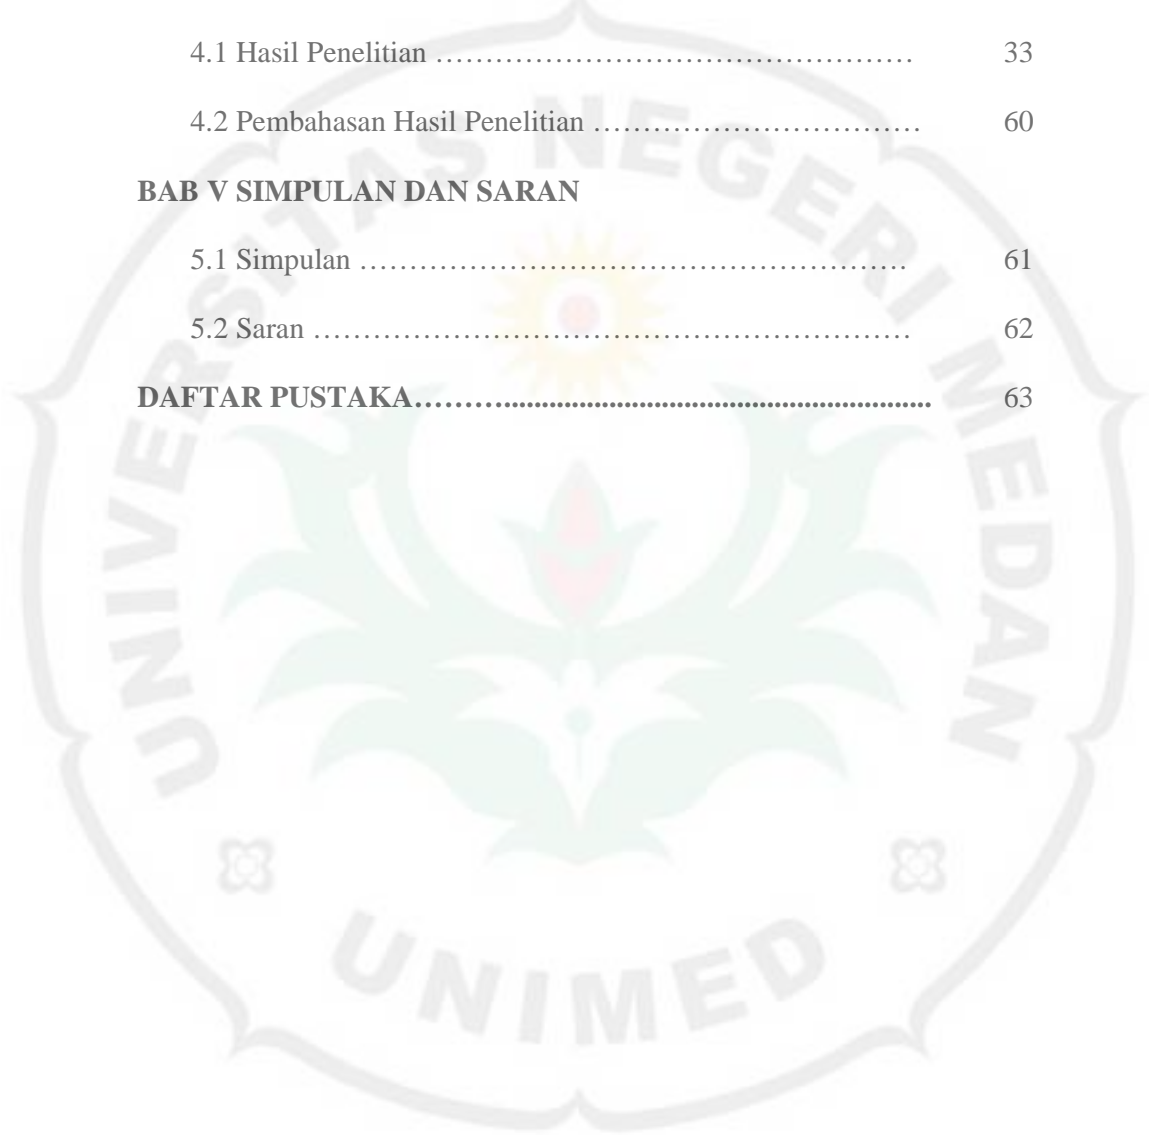 4.1 Hasil Penelitian ………………………………………… 33
4.2 Pembahasan Hasil Penelitian …………………………… 60
BAB V SIMPULAN DAN SARAN
5.1 Simpulan ………………………………………………. 61
5.2 Saran …………………………………………………… 62
DAFTAR PUSTAKA………......................................................... 63
UNIVERSITAS NEGERI MEDAN
UNIMED